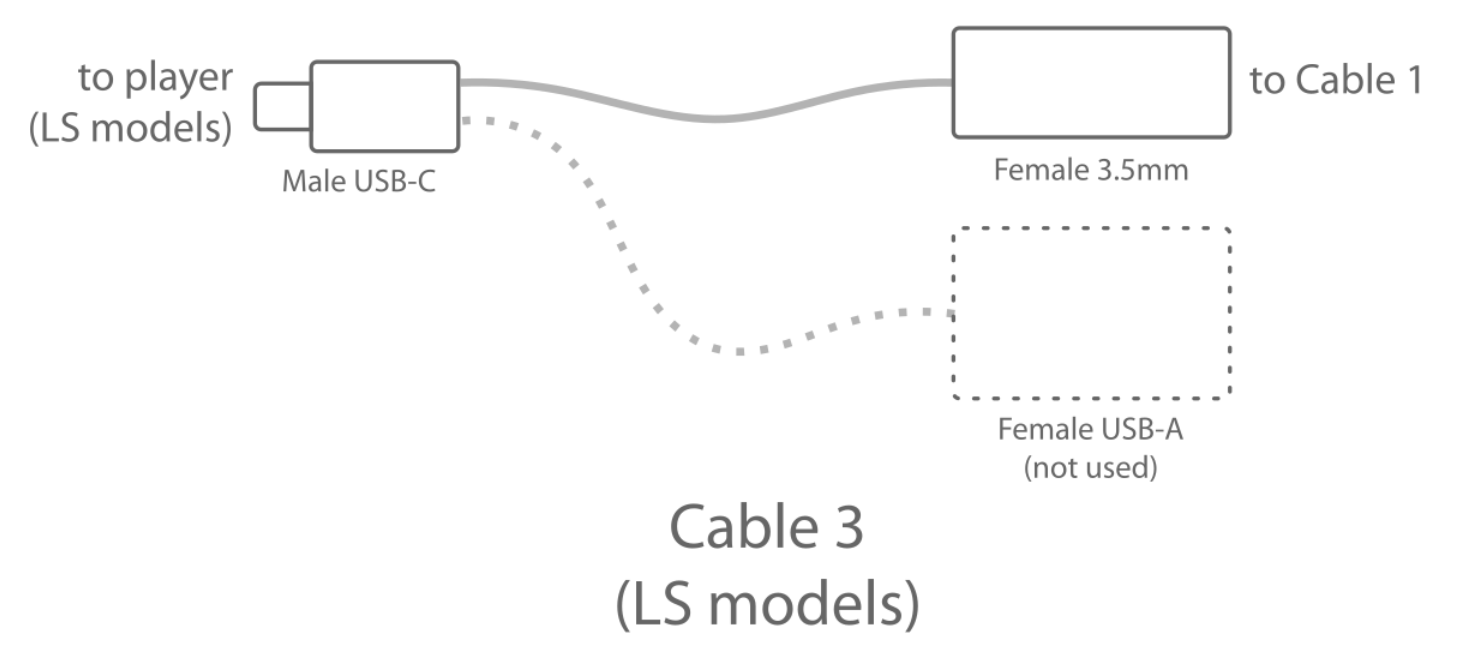 to player
(LS models)
Male USB-C
to Cable 1
Female 3.5mm
Female USB-A
(not used)
Cable 3
(LS models)